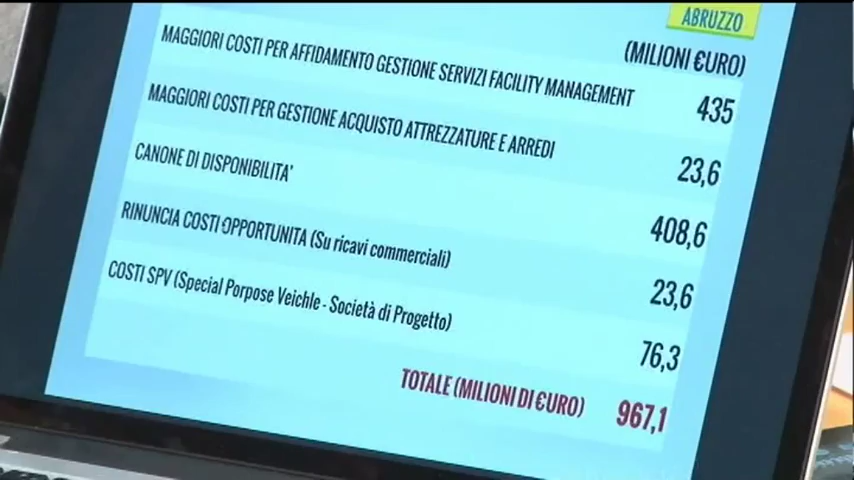 ABRUZZO
(MILIONI €URO)
MAGGIORI COSTI PER AFFIDAMENTO GESTIONE SERVIZI FACILITY MANAGEMENT 435
MAGGIORI COSTI PER GESTIONE ACQUISTO ATTREZZATURE E ARREDI 23,6
CANONE DI DISPONIBILITA' 408,6
RINUNCIA COSTI OPPORTUNITA (Su ricavi commerciali) 23,6
COSTI SPV (Special Porpose Veichle - Società di Progetto) 76,3
TOTALE (MILIONI DI €URO) 967,1